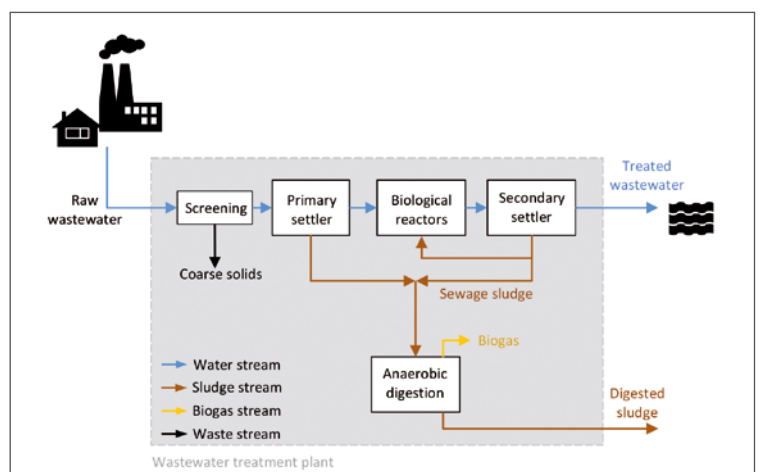 Raw
wastewater
Screening
Coarse solids
Primary
settler
Biological
reactors
Secondary
settler
Treated
wastewater
Sewage sludge
Biogas
Anaerobic
digestion
Digested
sludge
Water stream
Sludge stream
Biogas stream
Waste stream
Wastewater treatment plant